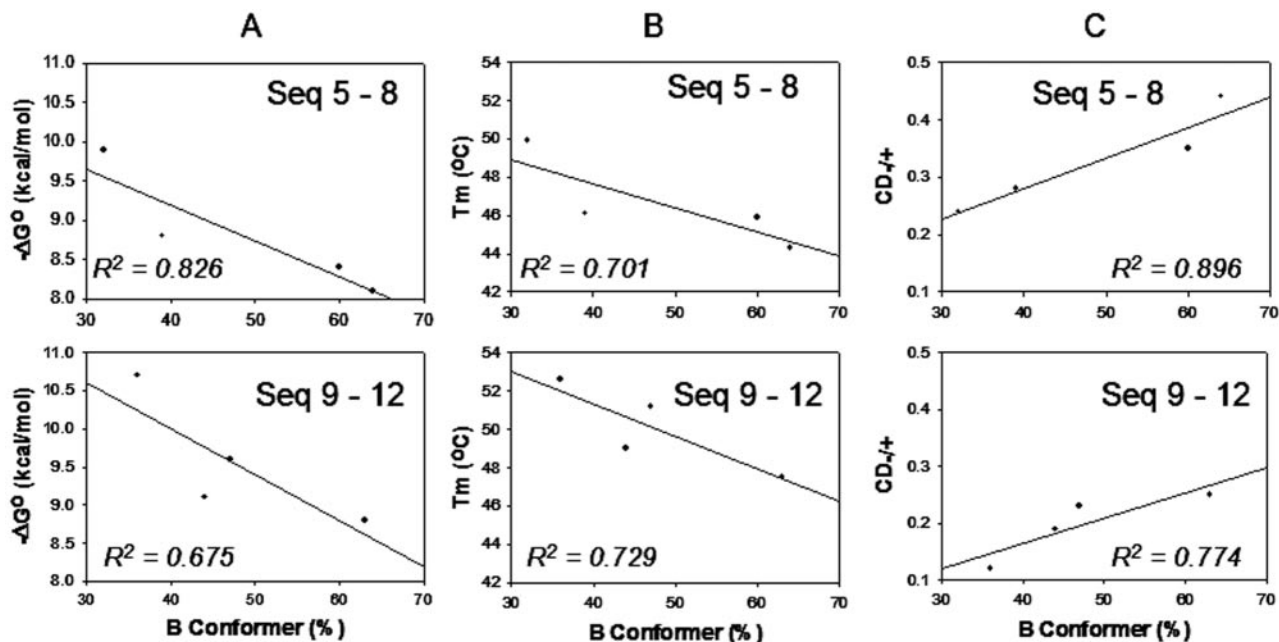 A
B
C
-ΔG⁰ (kcal/mol)
11.0
10.5
10.0
9.5
9.0
8.5
8.0
30
40
50
60
70
Seq 5 - 8
R² = 0.826
Tm (⁰C)
54
52
50
48
46
44
42
30
40
50
60
70
Seq 5 - 8
R² = 0.701
CD-/+
0.5
0.4
0.3
0.2
0.1
30
40
50
60
70
Seq 5 - 8
R² = 0.896
-ΔG⁰ (kcal/mol)
11.0
10.5
10.0
9.5
9.0
8.5
8.0
30
40
50
60
70
Seq 9 - 12
R² = 0.675
B Conformer (%)
Tm (⁰C)
54
52
50
48
46
44
42
30
40
50
60
70
Seq 9 - 12
R² = 0.729
B Conformer (%)
CD-/+
0.5
0.4
0.3
0.2
0.1
30
40
50
60
70
Seq 9 - 12
R² = 0.774
B Conformer (%)